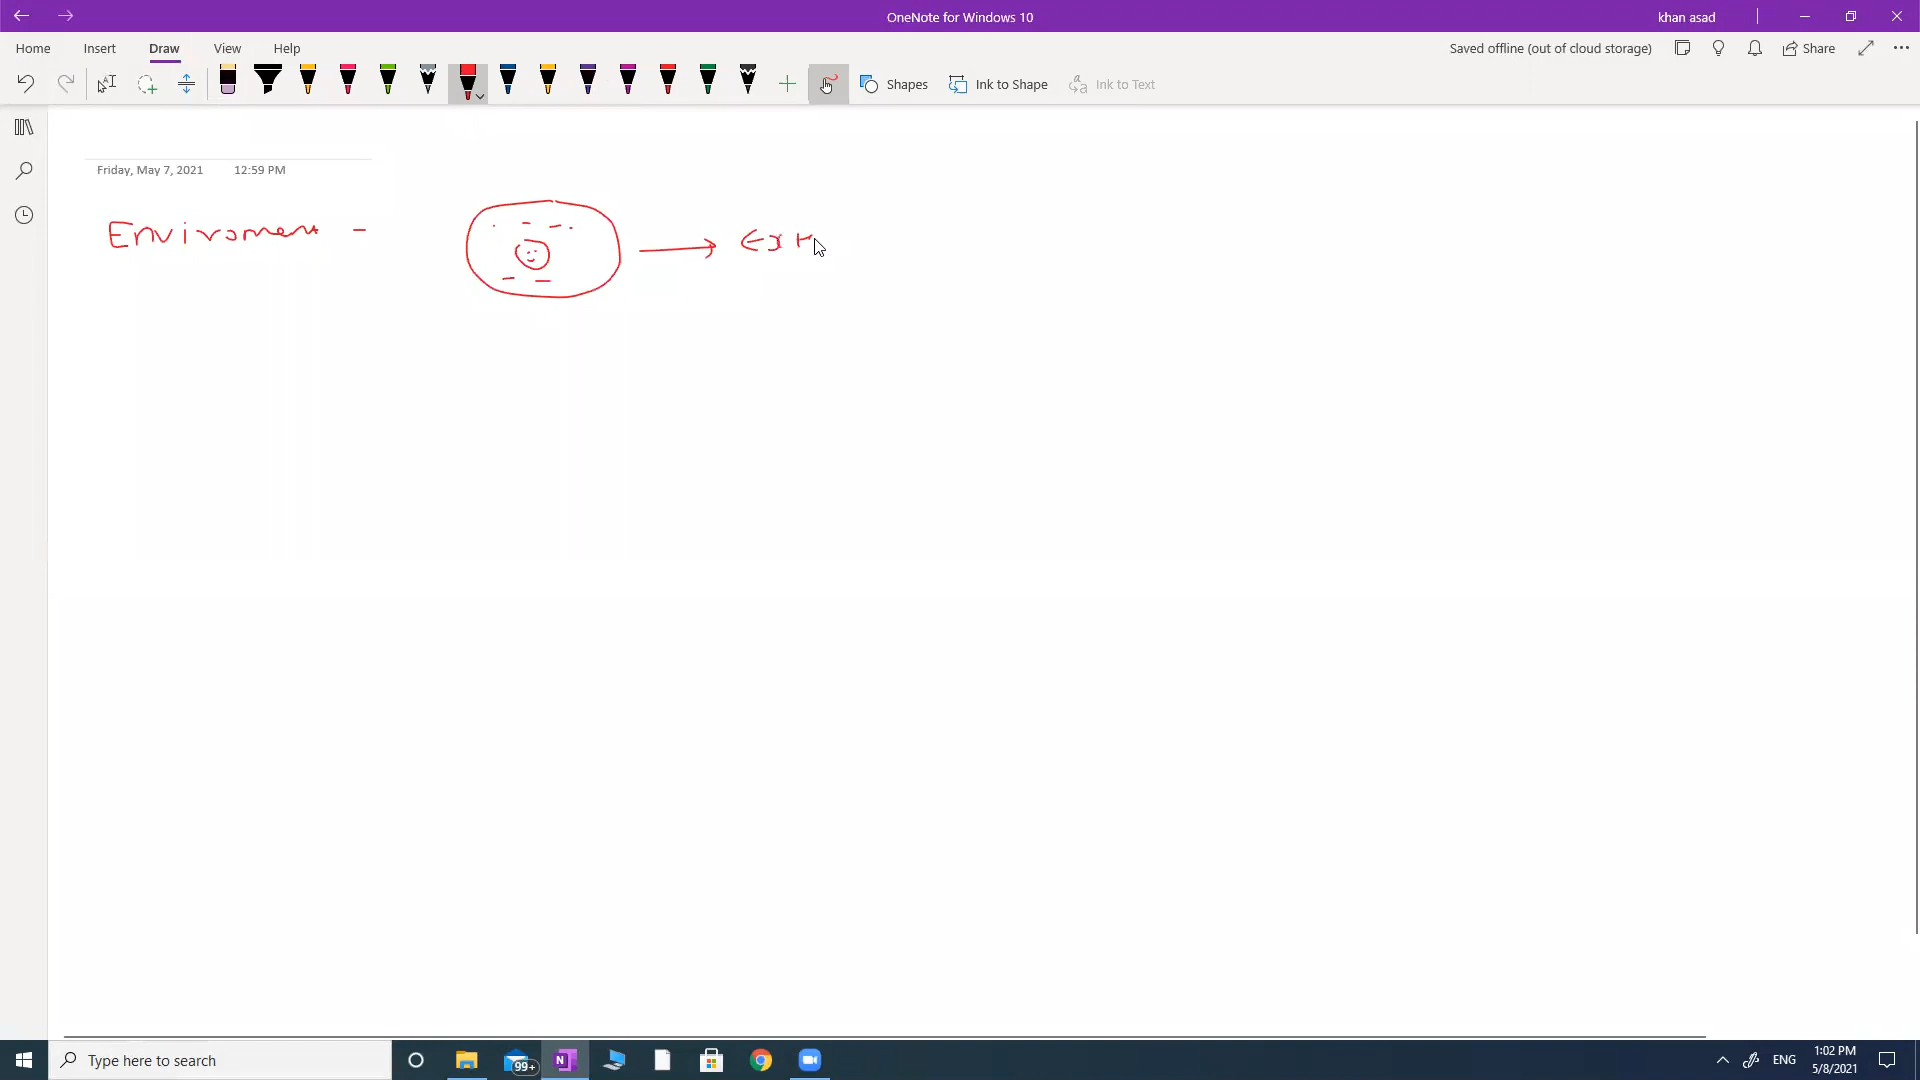 OneNote for Windows 10
khan asad
Home Insert Draw View Help
Saved offline (out of cloud storage)
Share
Shapes
Ink to Shape
Ink to Text
Friday, May 7, 2021 12:59 PM
Enviroment -
Type here to search
99+
ENG
1:02 PM
5/8/2021